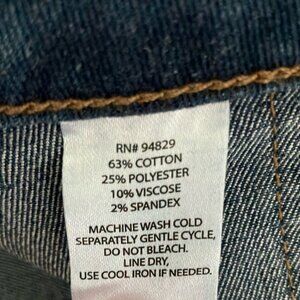 RN# 94829
63% COTTON
25% POLYESTER
10% VISCOSE
2% SPANDEX
MACHINE WASH COLD
SEPARATELY GENTLE CYCLE,
DO NOT BLEACH.
LINE DRY,
USE COOL IRON IF NEEDED.